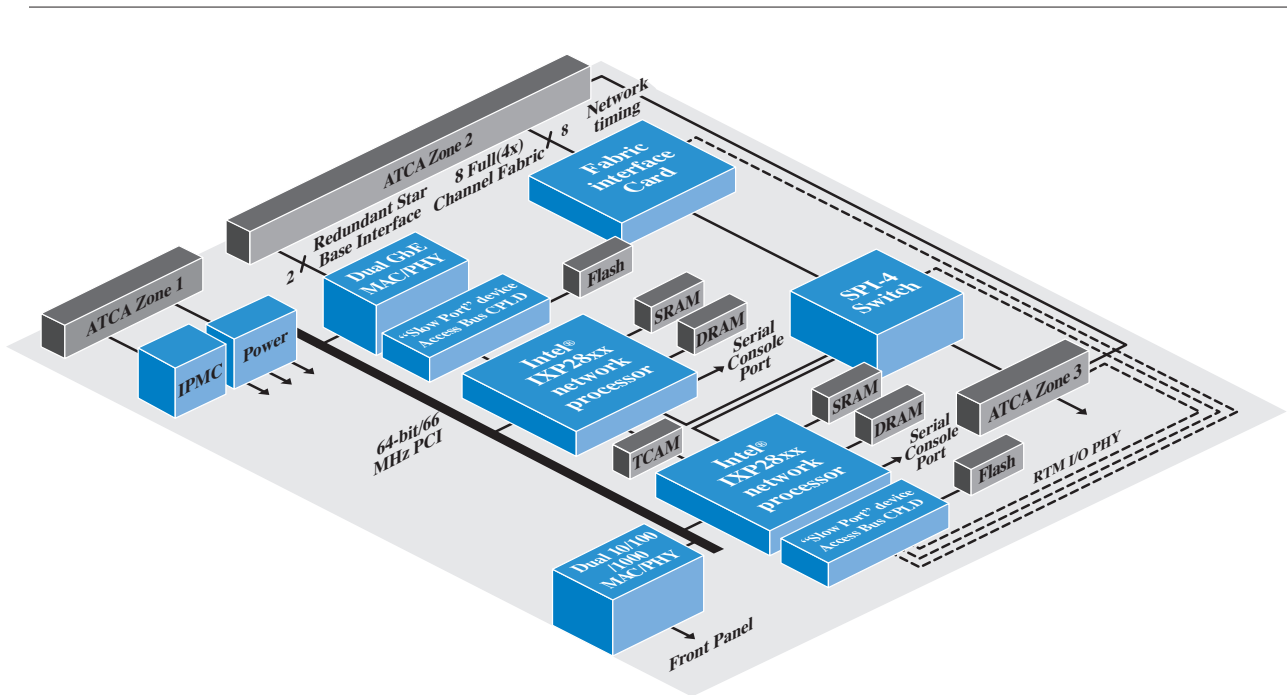 Network
timing
8
ATCA Zone 2
8 Full(4x)
Channel Fabric
Fabric
interface
Card
Redundant Star
Base Interface
2
Dual GbE
MAC/PHY
Flash
ATCA Zone 1
"Slow Port" device
Access Bus CPLD
SRAM
DRAM
SPI-4
Switch
IPMC
Power
Intel®
IXP28xx
network
processor
Serial
Console
Port
64-bit/66
MHz PCI
TCAM
SRAM
DRAM
ATCA Zone 3
Intel®
IXP28xx
network
processor
Serial
Console
Port
Flash
RTM I/O PHY
"Slow Port" device
Access Bus CPLD
Dual 10/100
/1000
MAC/PHY
Front Panel